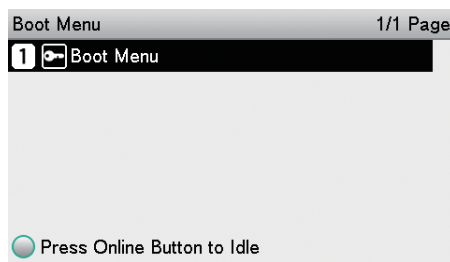 Boot Menu 1/1 Page
1 Boot Menu
Press Online Button to Idle